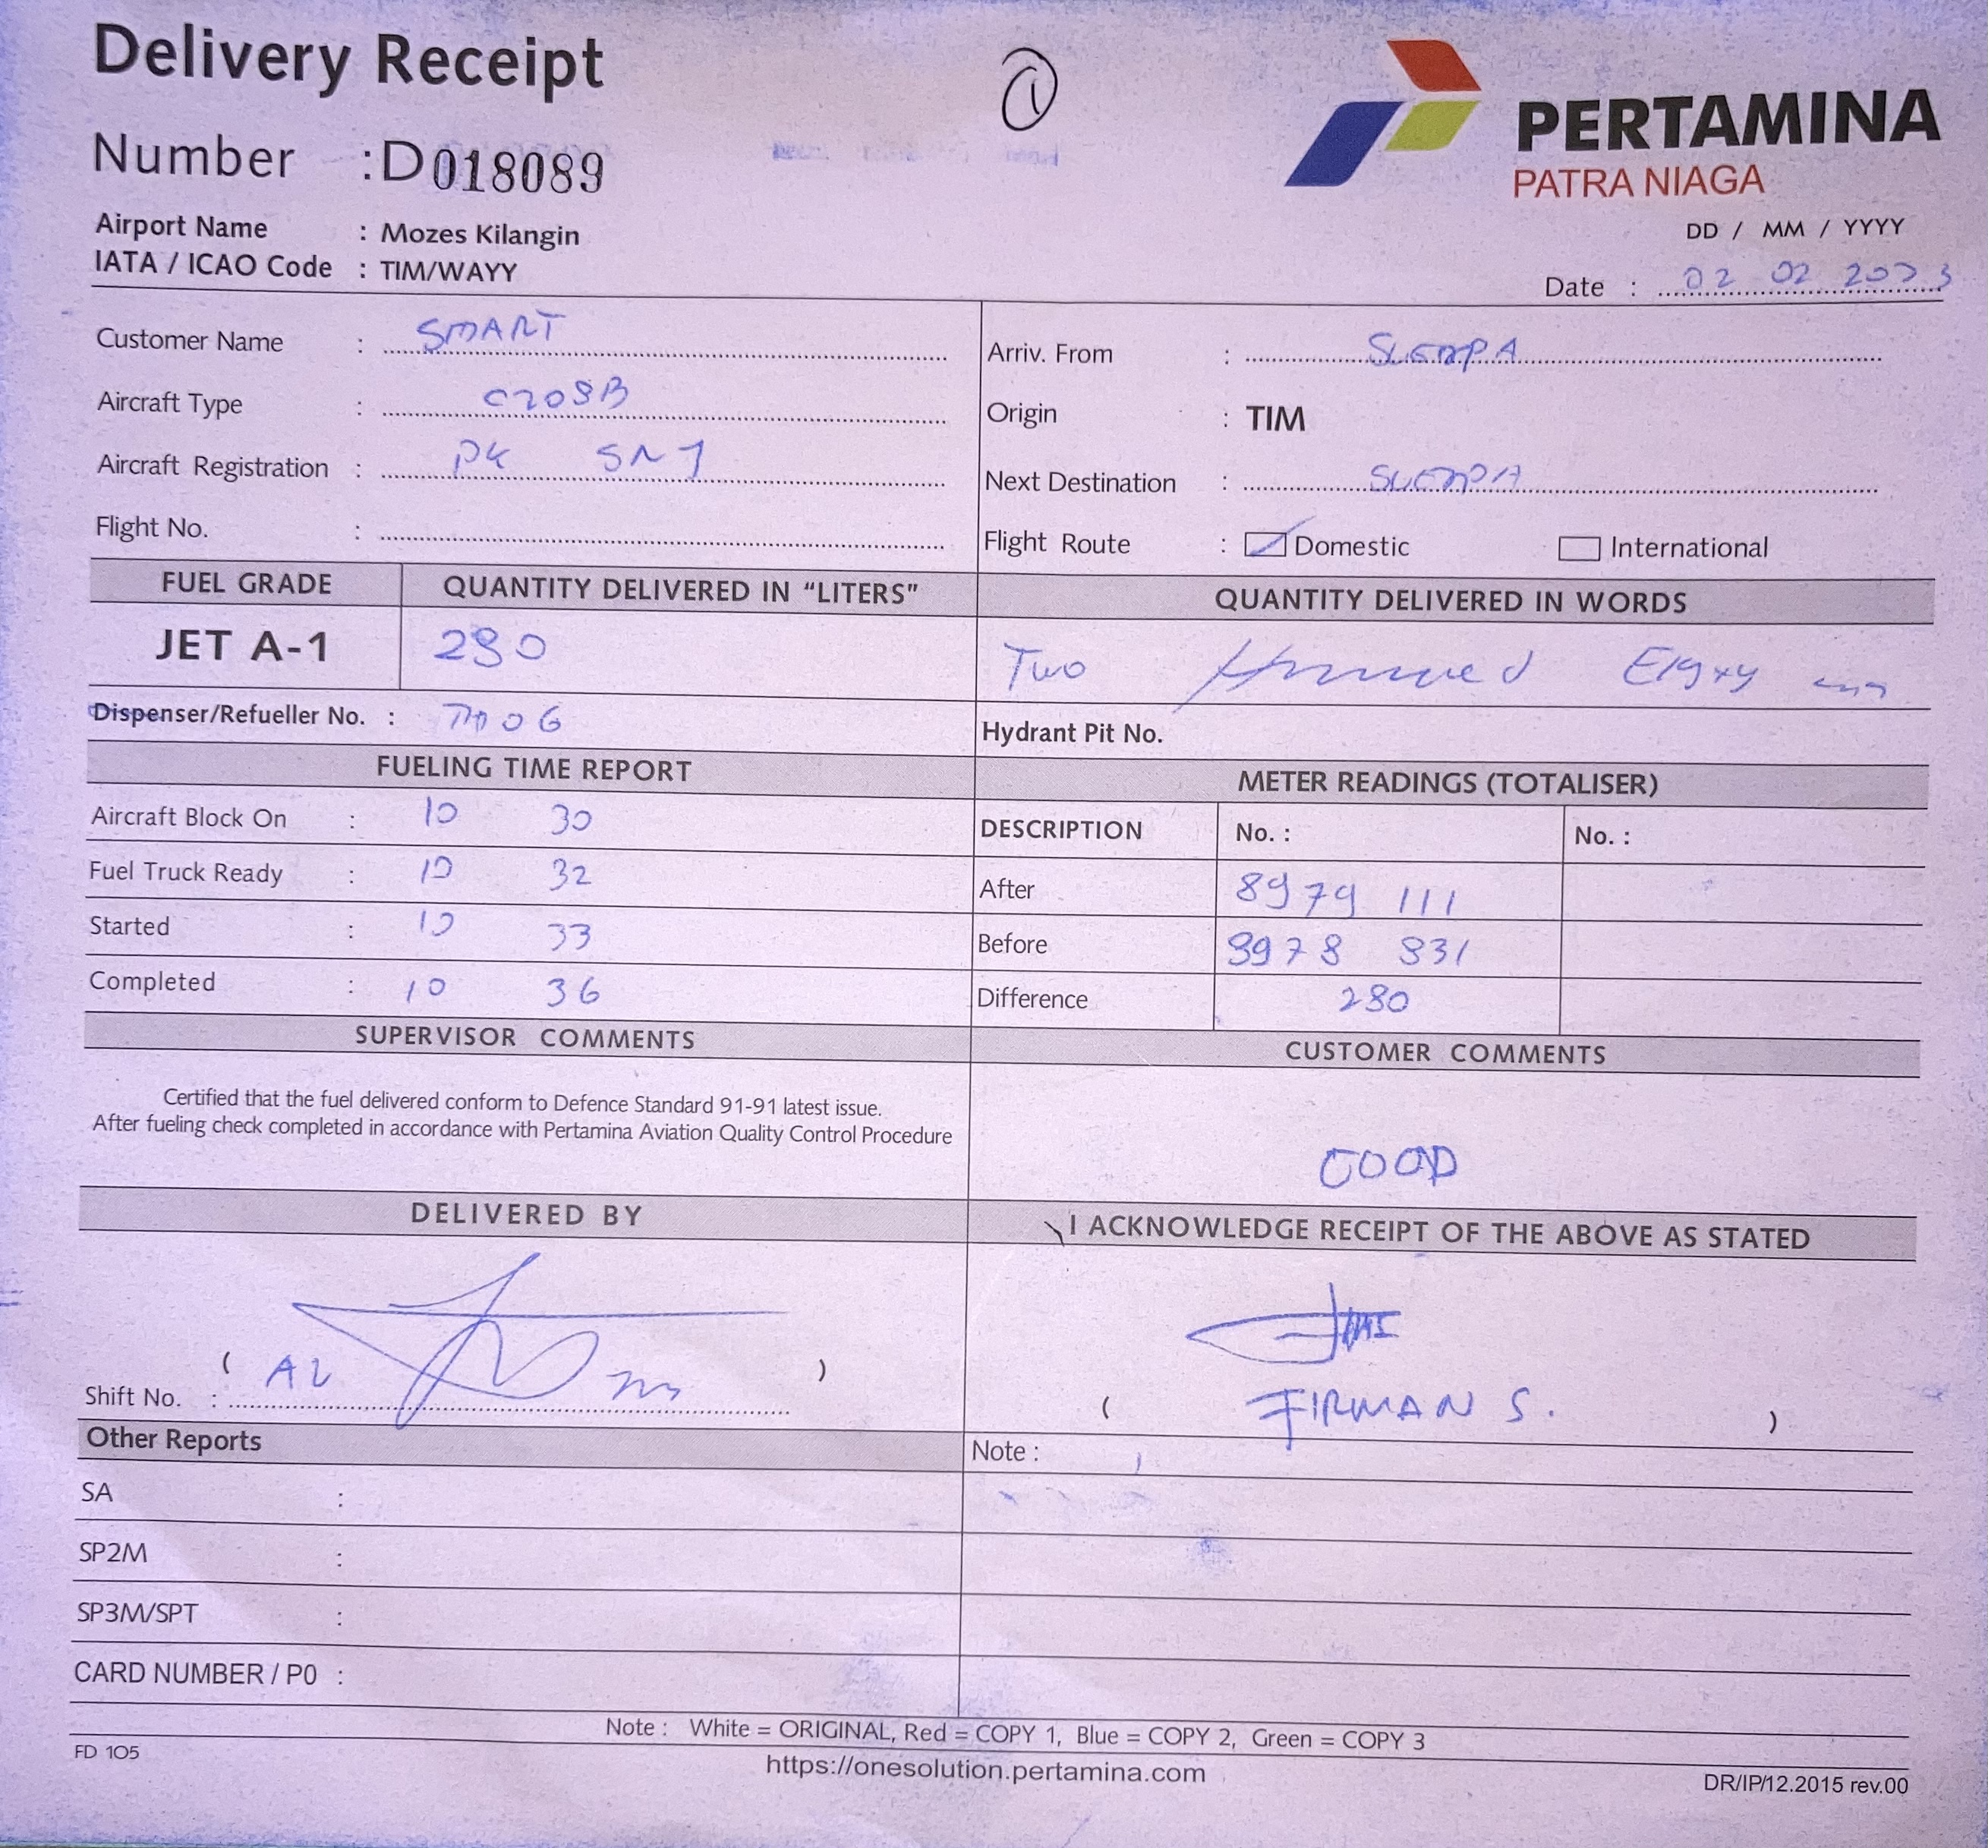 Delivery Receipt
1
PERTAMINA
PATRA NIAGA
Number : D 018089
Airport Name : Mozes Kilangin
IATA / ICAO Code : TIM/WAYY
DD / MM / YYYY
Date : 02 02 2023
Customer Name : SMART
Arriv. From :
Aircraft Type : C208B
Origin : TIM
Aircraft Registration : PK
Next Destination :
Flight No. :
Flight Route : Domestic International
FUEL GRADE QUANTITY DELIVERED IN “LITERS” QUANTITY DELIVERED IN WORDS
JET A-1 280 Two Hundred Eigty
Dispenser/Refueller No. :
Hydrant Pit No.
FUELING TIME REPORT METER READINGS (TOTALISER)
Aircraft Block On : 10 30
DESCRIPTION No. : No. :
Fuel Truck Ready : 10 32
After 8979 111
Started : 10 33
Before 8978 831
Completed : 10 36
Difference 280
SUPERVISOR COMMENTS CUSTOMER COMMENTS
Certified that the fuel delivered conform to Defence Standard 91-91 latest issue.
After fueling check completed in accordance with Pertamina Aviation Quality Control Procedure
GOOD
DELIVERED BY I ACKNOWLEDGE RECEIPT OF THE ABOVE AS STATED
( )
Shift No. :
( FIRMAN S. )
Other Reports Note :
SA :
SP2M :
SP3M/SPT :
CARD NUMBER / P0 :
Note : White = ORIGINAL, Red = COPY 1, Blue = COPY 2, Green = COPY 3
FD 105
https://onesolution.pertamina.com
DR/IP/12.2015 rev.00